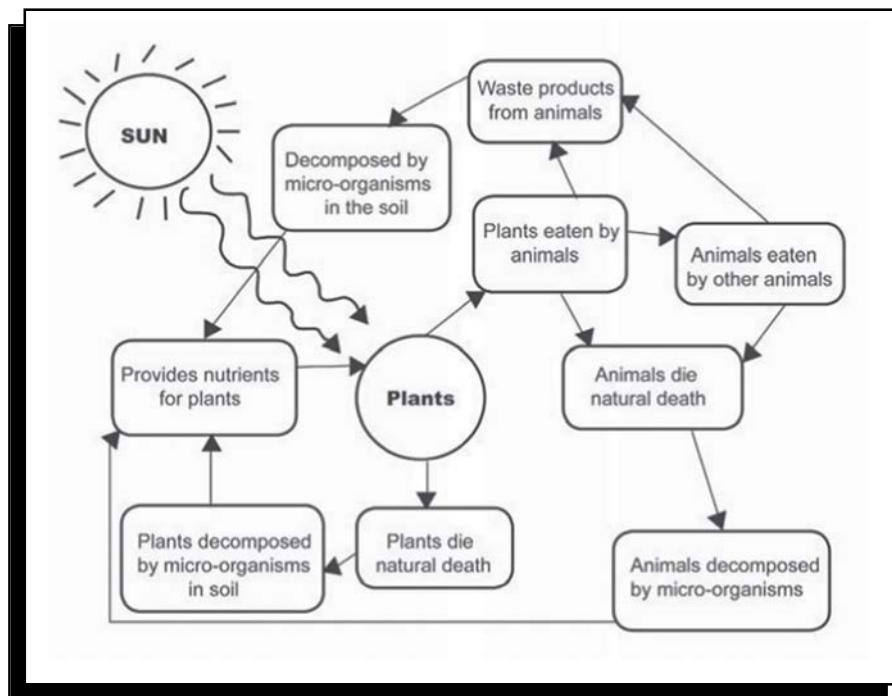 SUN
Waste products
from animals
Decomposed by
micro-organisms
in the soil
Plants eaten by
animals
Animals eaten
by other animals
Provides nutrients
for plants
Plants
Animals die
natural death
Plants decomposed
by micro-organisms
in soil
Plants die
natural death
Animals decomposed
by micro-organisms